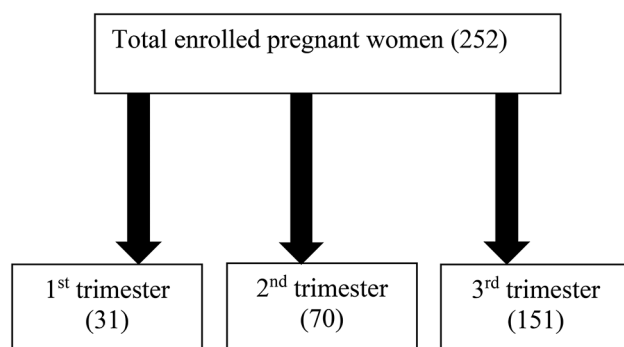 Total enrolled pregnant women (252)
1st trimester
(31)
2nd trimester
(70)
3rd trimester
(151)